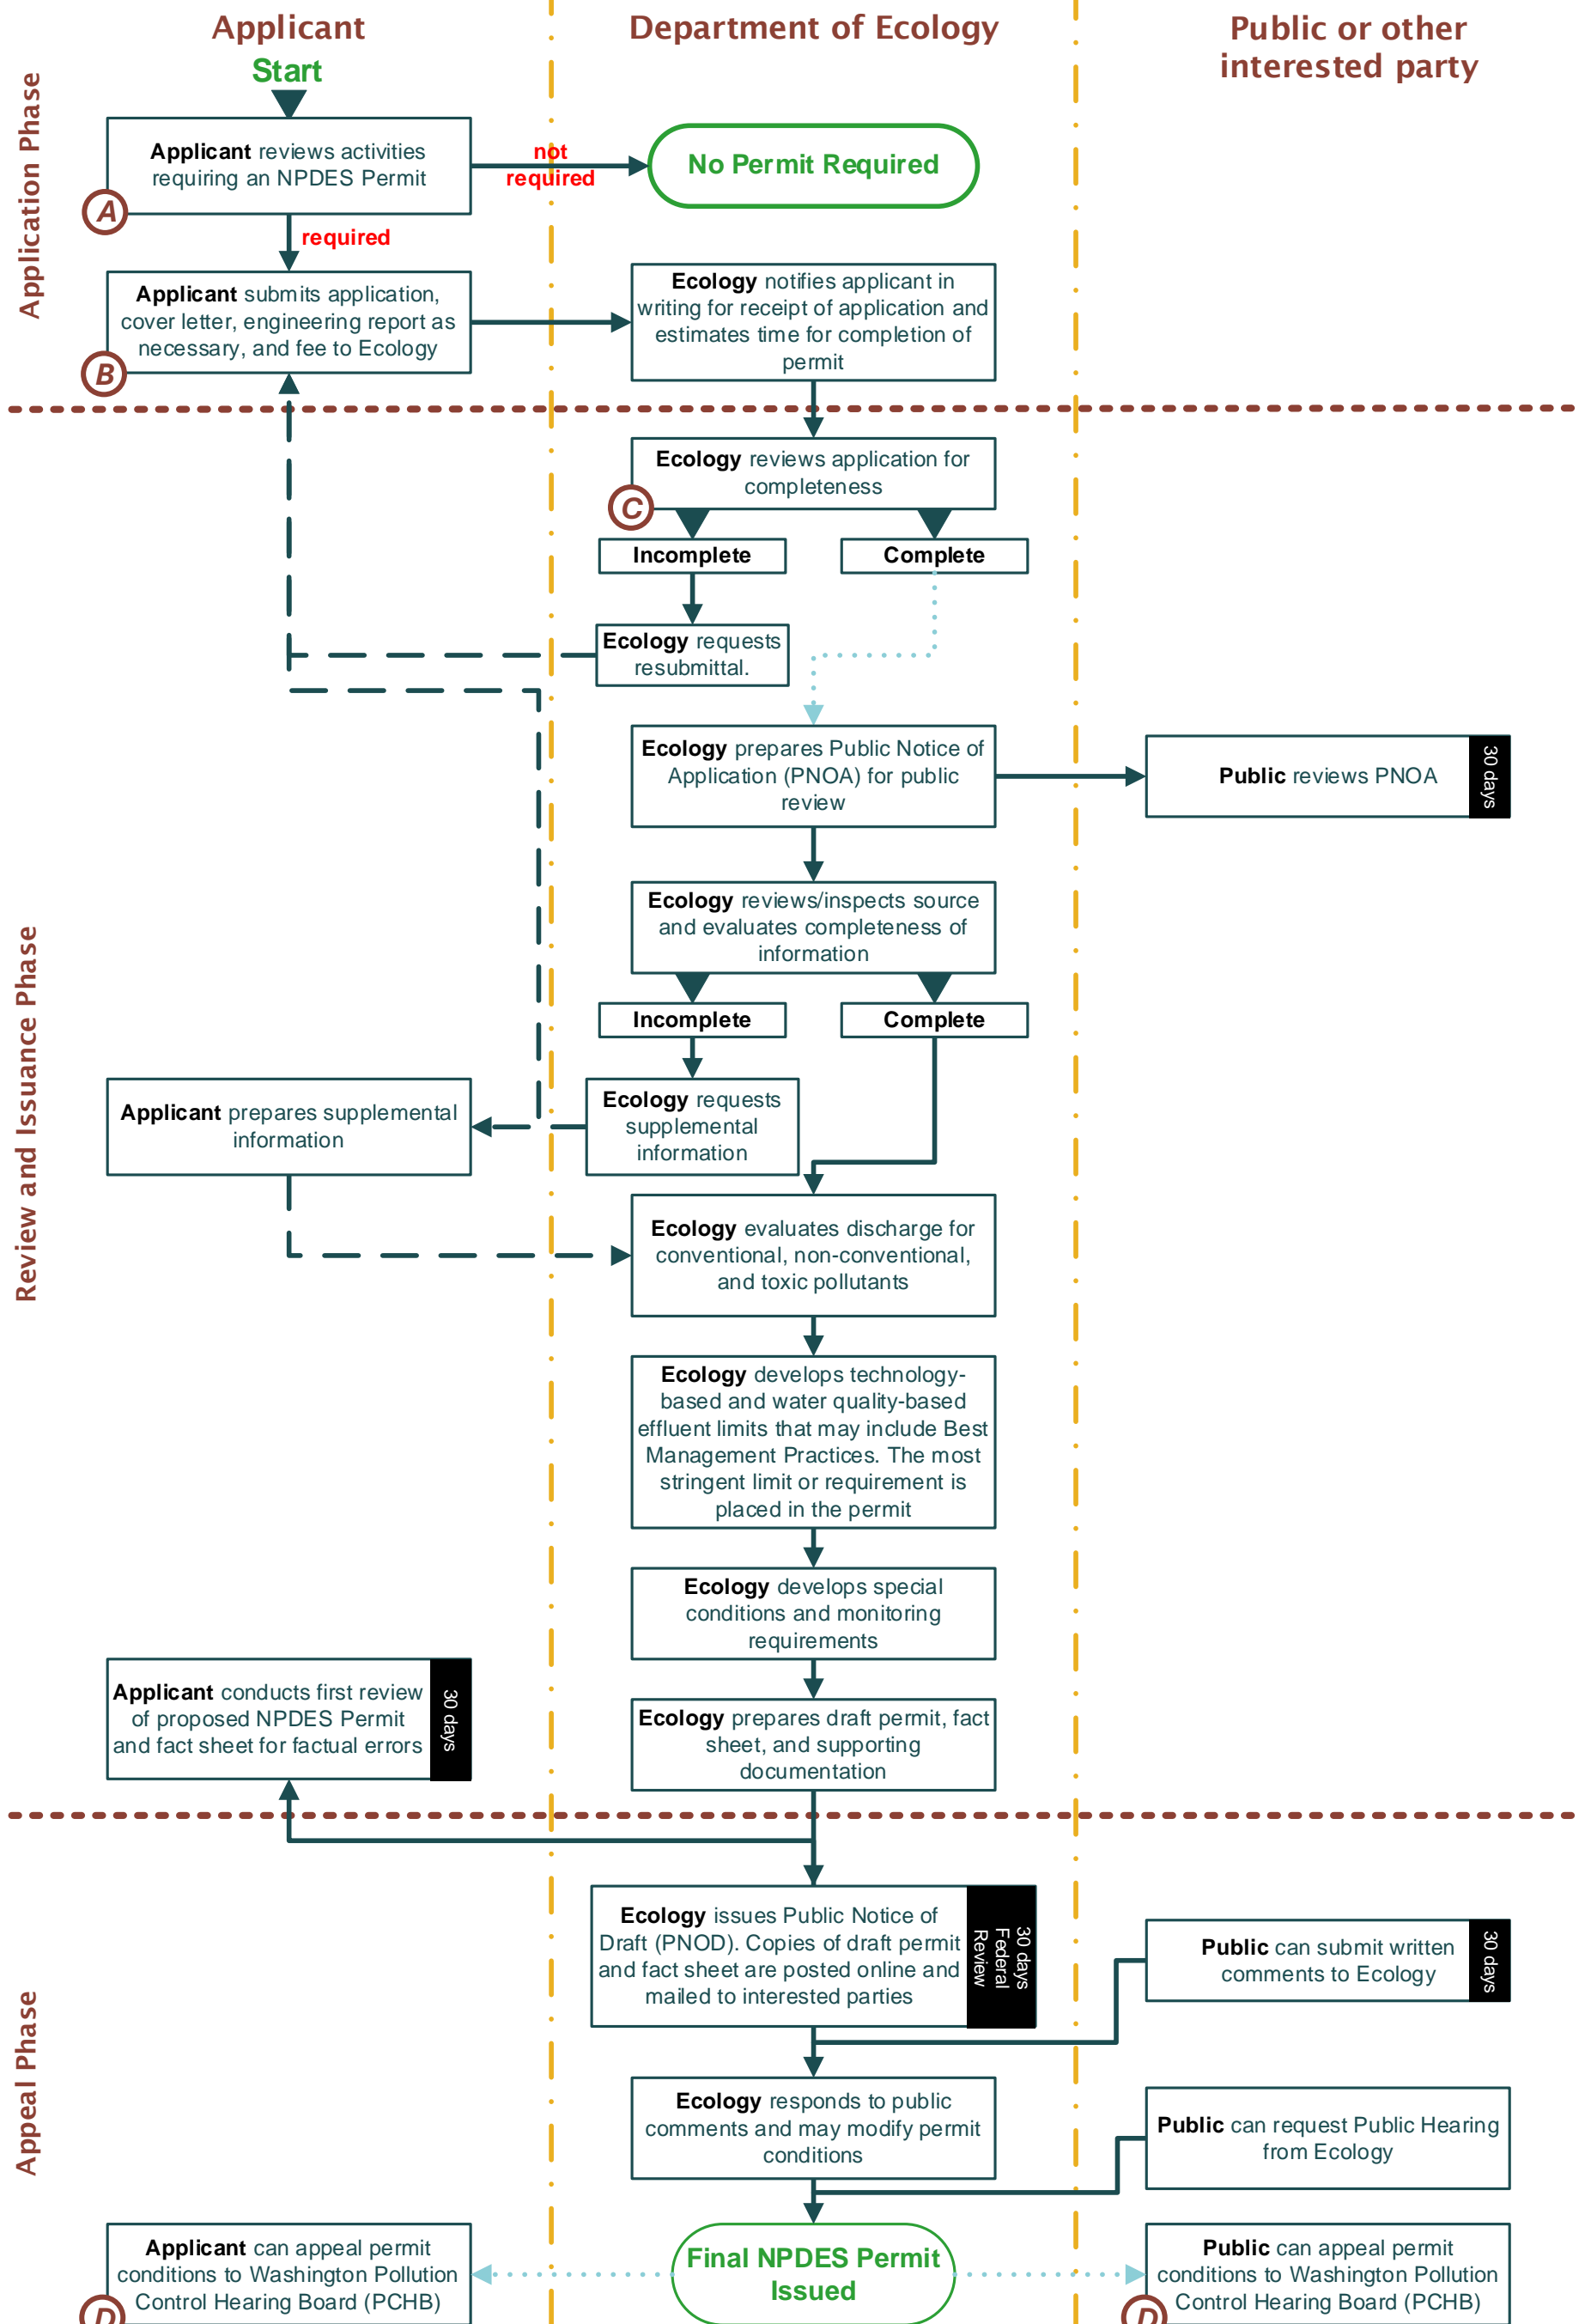 Applicant
Department of Ecology
Public or other
interested party
Application Phase
Start
Applicant reviews activities
requiring an NPDES Permit
A
not
required
No Permit Required
required
Applicant submits application,
cover letter, engineering report as
necessary, and fee to Ecology
B
Ecology notifies applicant in
writing for receipt of application and
estimates time for completion of
permit
Review and Issuance Phase
Ecology reviews application for
completeness
C
Incomplete
Complete
Ecology requests
resubmittal.
Ecology prepares Public Notice of
Application (PNOA) for public
review
Public reviews PNOA
30 days
Ecology reviews/inspects source
and evaluates completeness of
information
Incomplete
Complete
Applicant prepares supplemental
information
Ecology requests
supplemental
information
Ecology evaluates discharge for
conventional, non-conventional,
and toxic pollutants
Ecology develops technology-
based and water quality-based
effluent limits that may include Best
Management Practices. The most
stringent limit or requirement is
placed in the permit
Ecology develops special
conditions and monitoring
requirements
Applicant conducts first review
of proposed NPDES Permit
and fact sheet for factual errors
30 days
Ecology prepares draft permit, fact
sheet, and supporting
documentation
Appeal Phase
Ecology issues Public Notice of
Draft (PNOD). Copies of draft permit
and fact sheet are posted online and
mailed to interested parties
30 days
Federal
Review
Public can submit written
comments to Ecology
30 days
Ecology responds to public
comments and may modify permit
conditions
Public can request Public Hearing
from Ecology
Applicant can appeal permit
conditions to Washington Pollution
Control Hearing Board (PCHB)
D
Final NPDES Permit
Issued
Public can appeal permit
conditions to Washington Pollution
Control Hearing Board (PCHB)
D